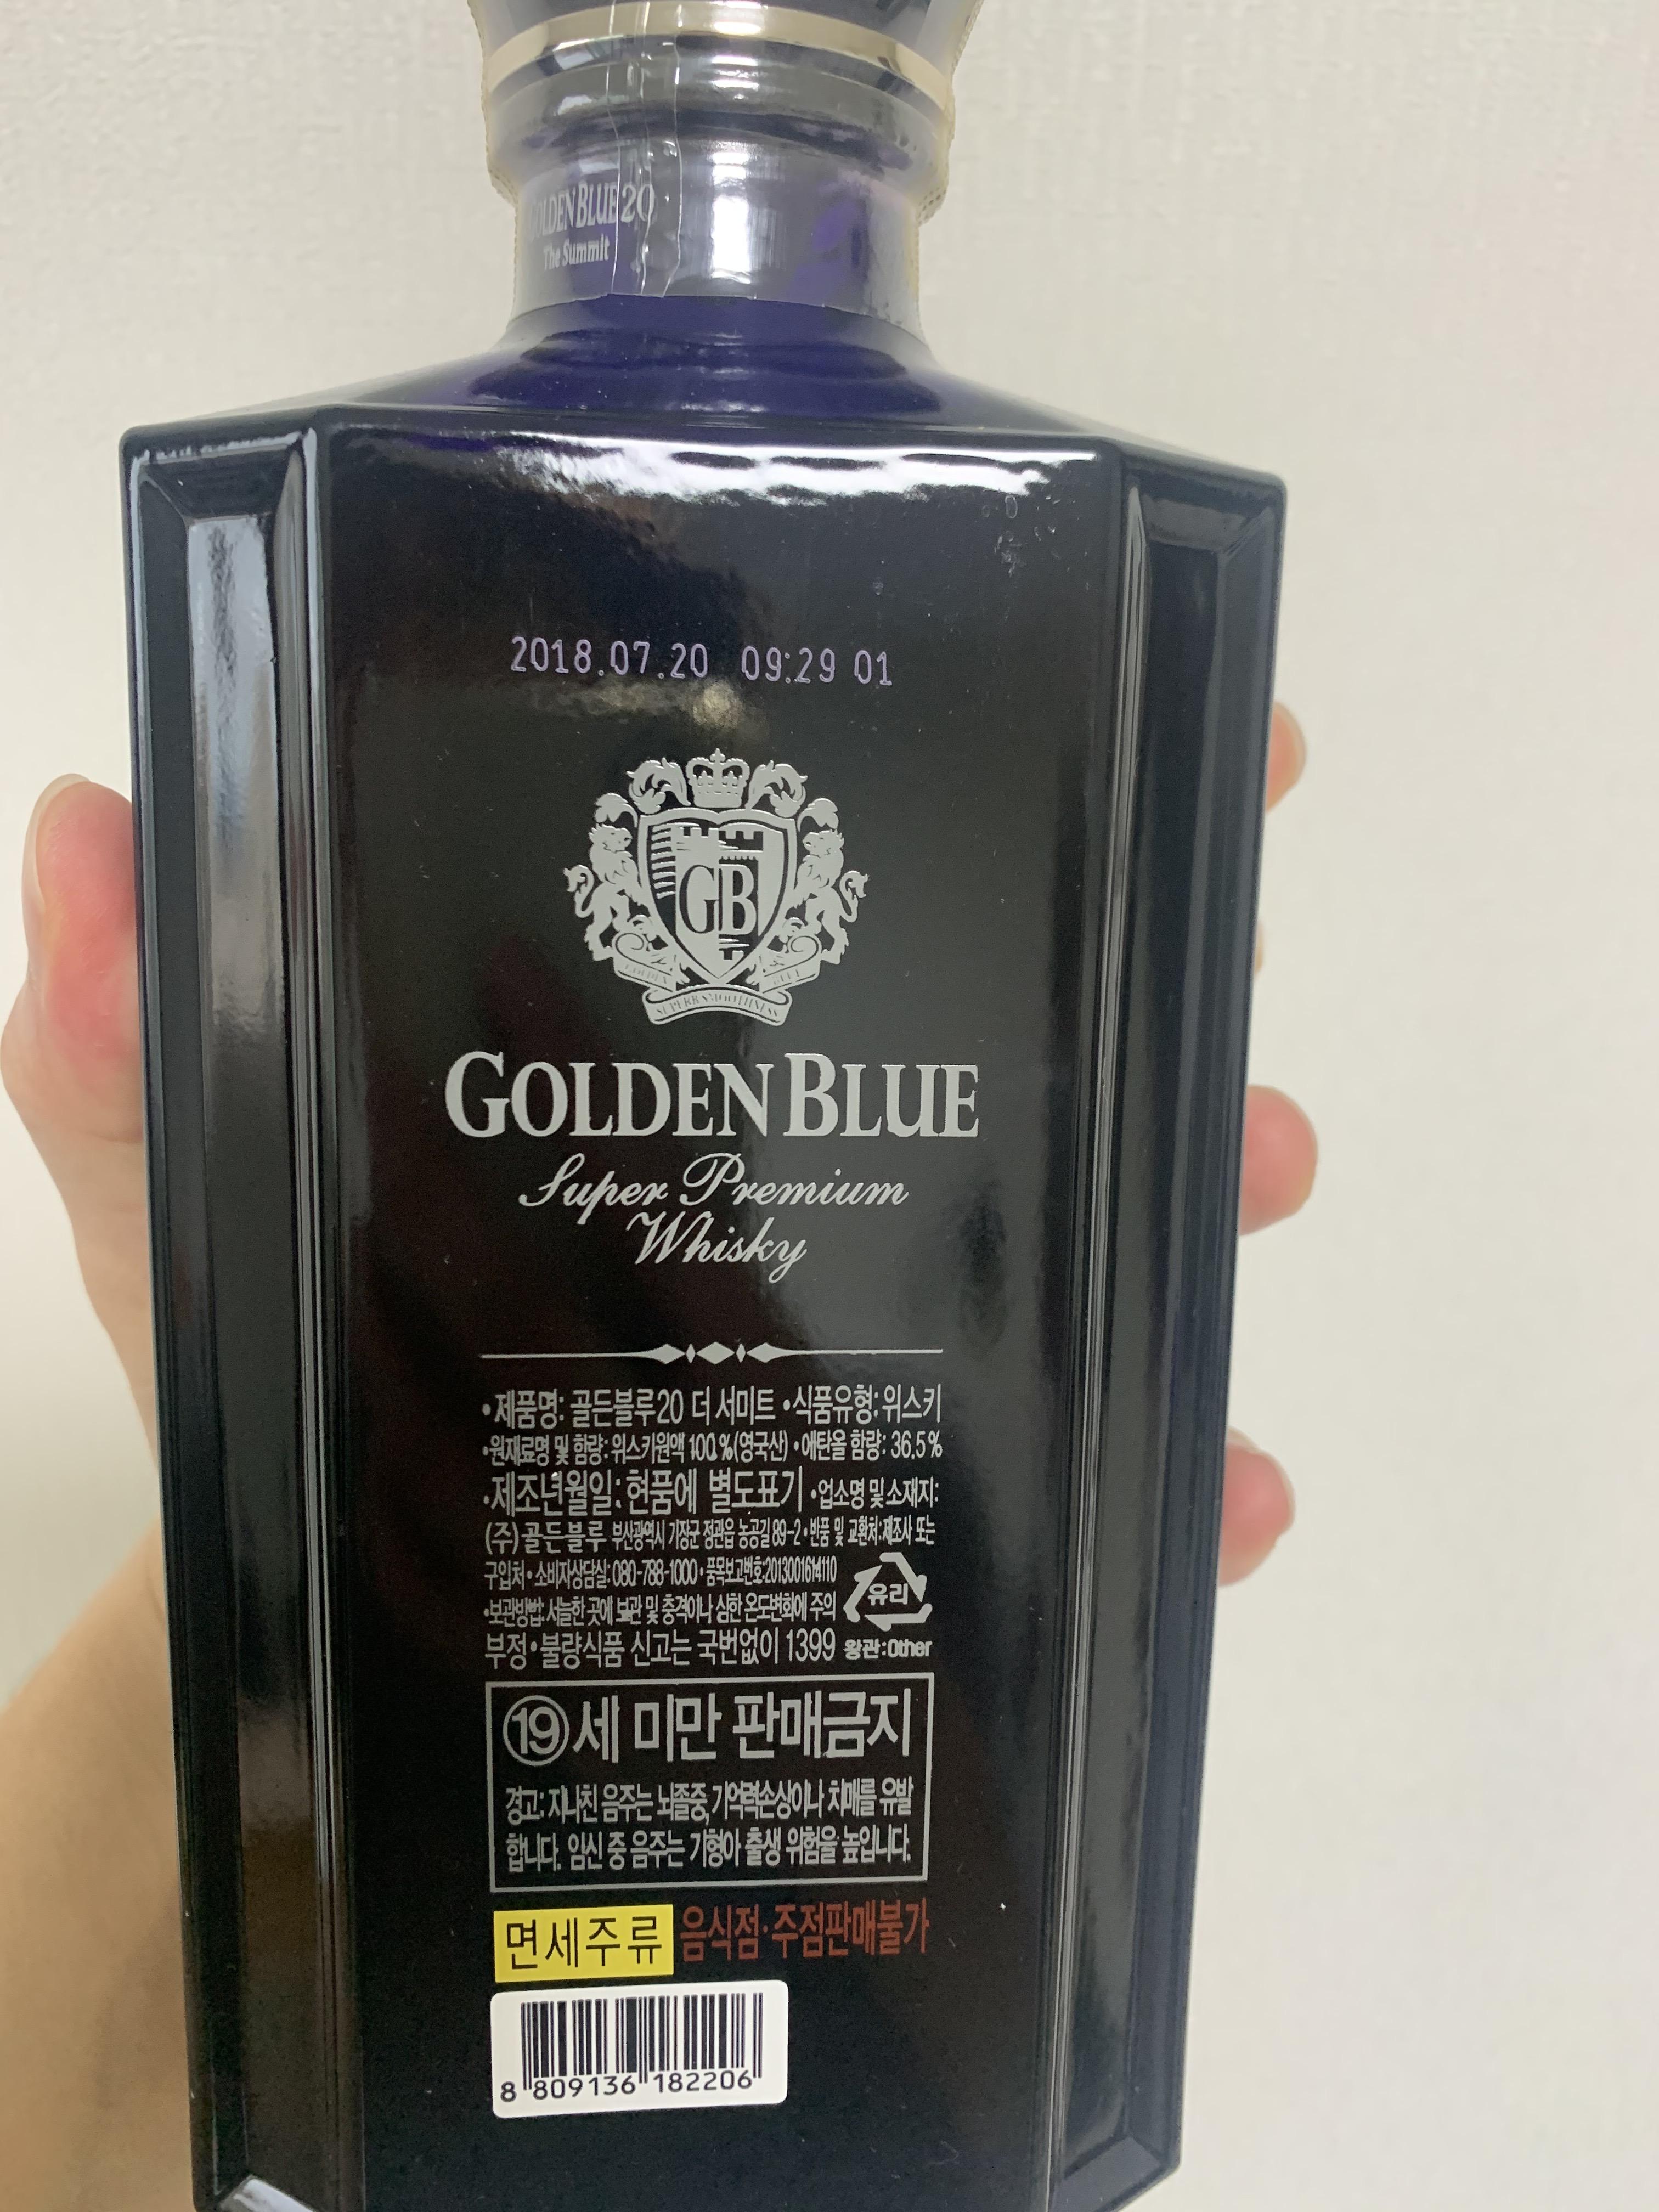 GOLDEN BLUE 20
The Summit
2018.07.20 09:29 01
GB
SUPERB SMOOTHNESS
GOLDEN BLUE
Super Premium
Whisky
•제품명: 골든블루20 더 서미트 •식품유형: 위스키
•원재료명 및 함량: 위스키원액 100%(영국산) •에탄올 함량: 36.5%
•제조년월일: 현품에 별도표기 •업소명 및 소재지:
(주)골든블루 부산광역시 기장군 정관읍 농공길 89-2 • 반품 및 교환처: 제조사 또는
구입처 • 소비자상담실: 080-788-1000 • 품목보고번호:2013001614110
•보관방법: 서늘한 곳에 보관 및 충격이나 심한 온도변화에 주의
유리
부정•불량식품 신고는 국번없이 1399
왕관:Other
⑲세 미만 판매금지
경고: 지나친 음주는 뇌졸중, 기억력손상이나 치매를 유발
합니다. 임신 중 음주는 기형아 출생 위험을 높입니다.
면세주류 음식점·주점판매불가
8 809136 182206